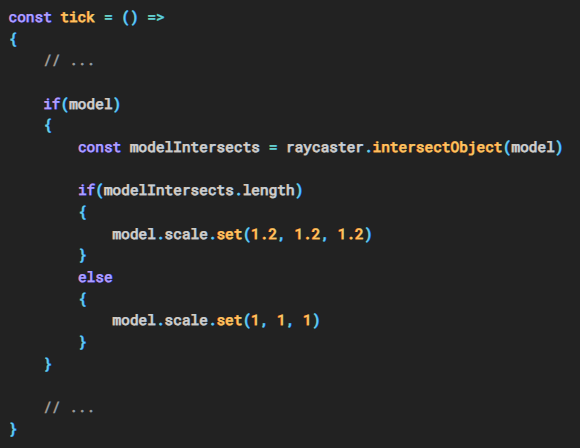 const tick = () =>
{
    // ...

    if(model)
    {
        const modelIntersects = raycaster.intersectObject(model)

        if(modelIntersects.length)
        {
            model.scale.set(1.2, 1.2, 1.2)
        }
        else
        {
            model.scale.set(1, 1, 1)
        }
    }

    // ...
}